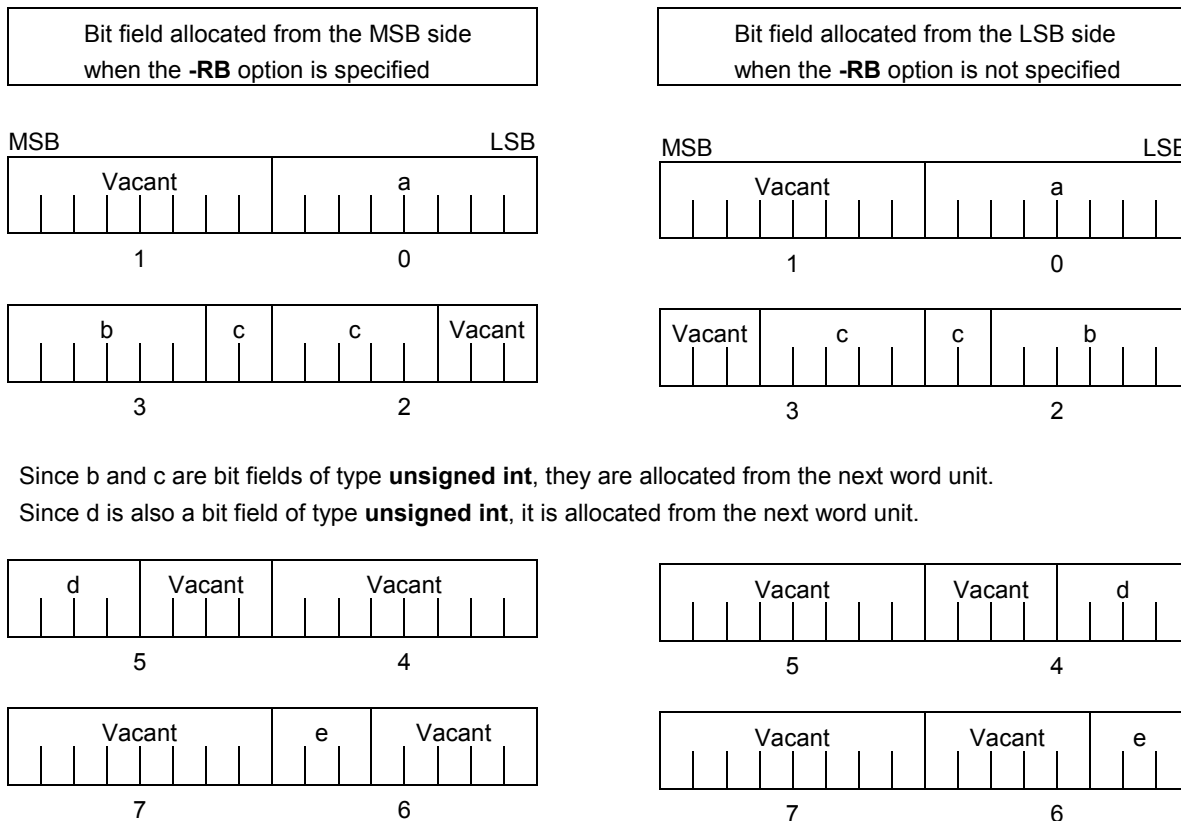 Bit field allocated from the MSB side
when the -RB option is specified
Bit field allocated from the LSB side
when the -RB option is not specified
MSB LSB
Vacant a
1 0
MSB LSB
Vacant a
1 0
b c c Vacant
3 2
Vacant c c b
3 2
Since b and c are bit fields of type unsigned int, they are allocated from the next word unit.
Since d is also a bit field of type unsigned int, it is allocated from the next word unit.
d Vacant Vacant
5 4
Vacant Vacant d
5 4
Vacant e Vacant
7 6
Vacant Vacant e
7 6